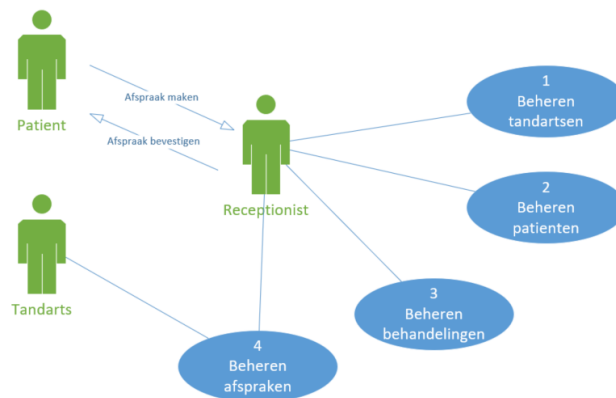 Patient
Afspraak maken
Afspraak bevestigen
Receptionist
Tandarts
1
Beheren
tandartsen
2
Beheren
patienten
3
Beheren
behandelingen
4
Beheren
afspraken